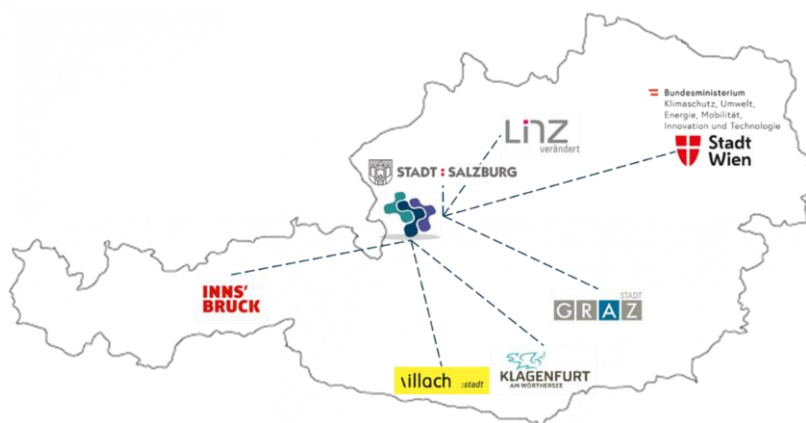 Bundesministerium
Klimaschutz, Umwelt,
Energie, Mobilität,
Innovation und Technologie
Stadt
Wien
LiNZ
verändert
STADT:SALZBURG
INNS'
BRUCK
STADT
GRAZ
villach :stadt
KLAGENFURT
AM WÖRTHERSEE